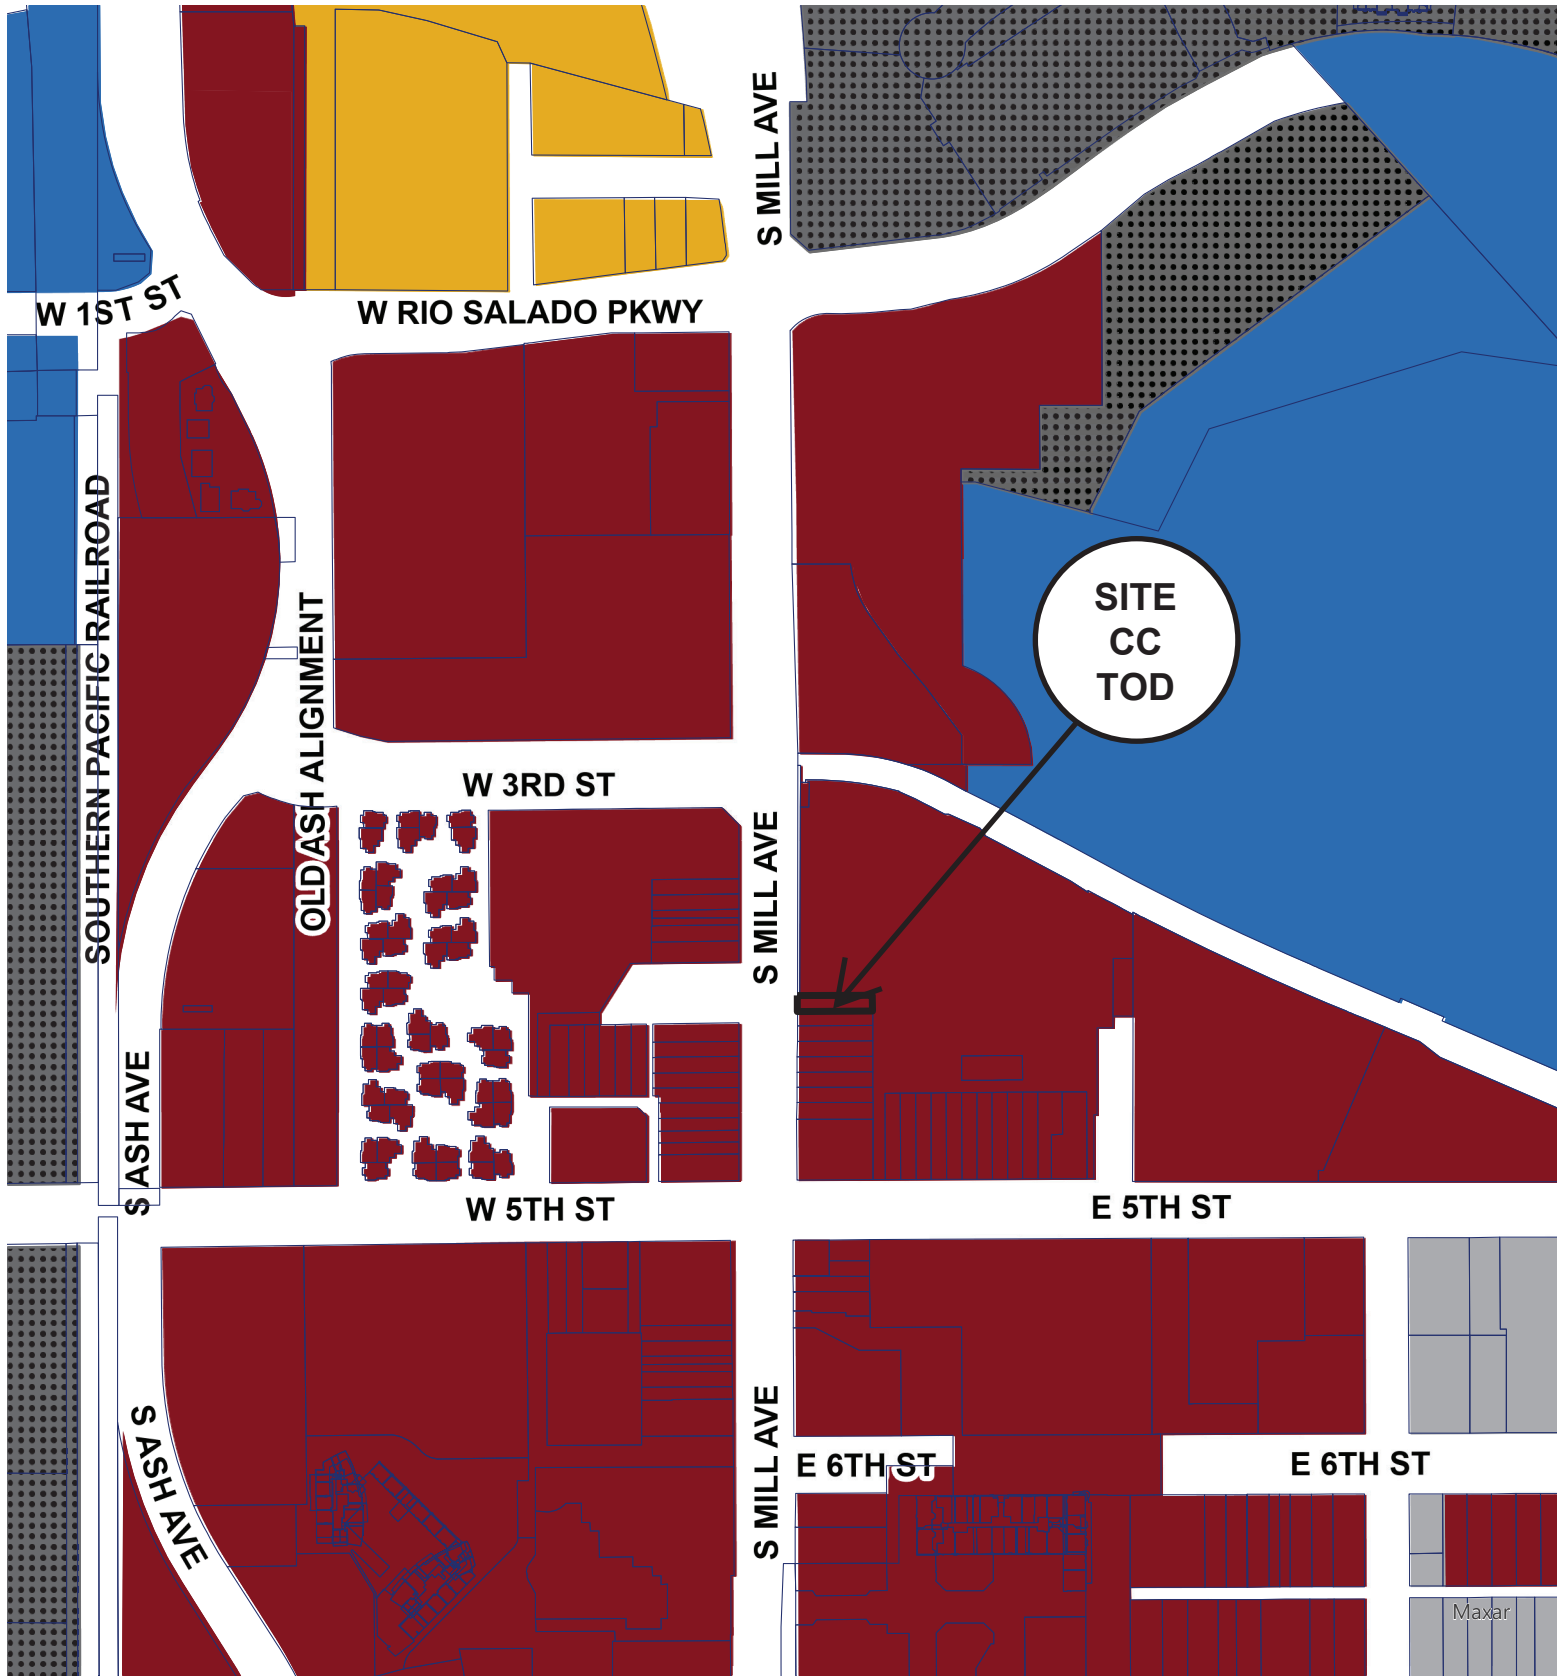 S MILL AVE
W 1ST ST
W RIO SALADO PKWY
SOUTHERN PACIFIC RAILROAD
OLD ASH ALIGNMENT
SITE
CC
TOD
W 3RD ST
S MILL AVE
S ASH AVE
W 5TH ST
E 5TH ST
S ASH AVE
S MILL AVE
E 6TH ST
E 6TH ST
Maxar